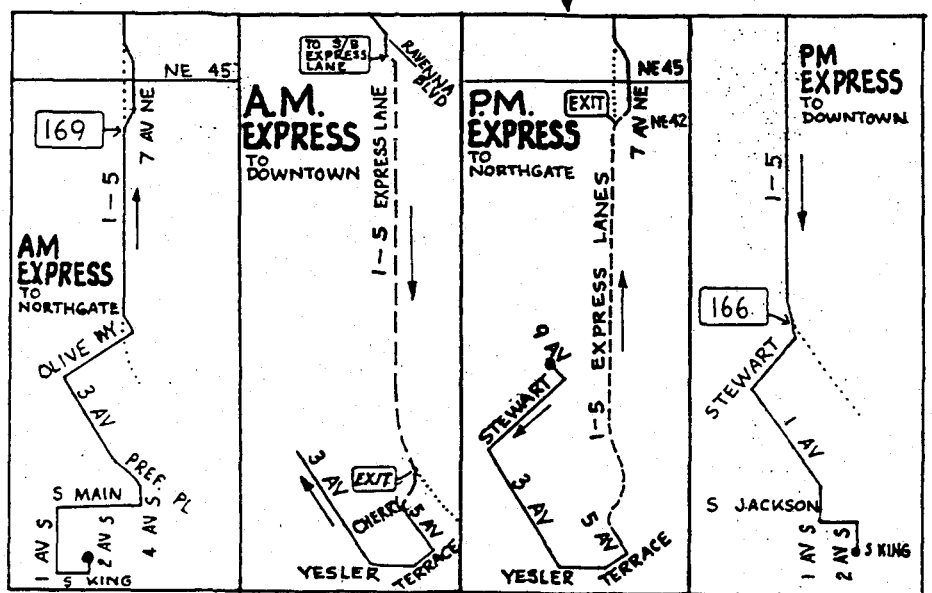 NE 45
7 AV NE
169
I-5
AM
EXPRESS
TO
NORTHGATE
OLIVE WY.
3 AV
PREF. PL
S MAIN
1 AV S
2 AV S
4 AV S.
S KING
TO S/B
EXPRESS
LANE
RAVENNA
BLVD
A.M.
EXPRESS
TO
DOWNTOWN
I-5 EXPRESS LANE
3 AV
EXIT
CHERRY
5 AV
YESLER
TERRACE
NE 45
EXIT
7 AV NE
NE 42
P.M.
EXPRESS
TO
NORTHGATE
I-5 EXPRESS LANES
9 AV
STEWART
3 AV
5 AV
YESLER
TERRACE
PM
EXPRESS
TO
DOWNTOWN
I-5
166.
STEWART
1 AV
S JACKSON
1 AV S
2 AV S
S KING